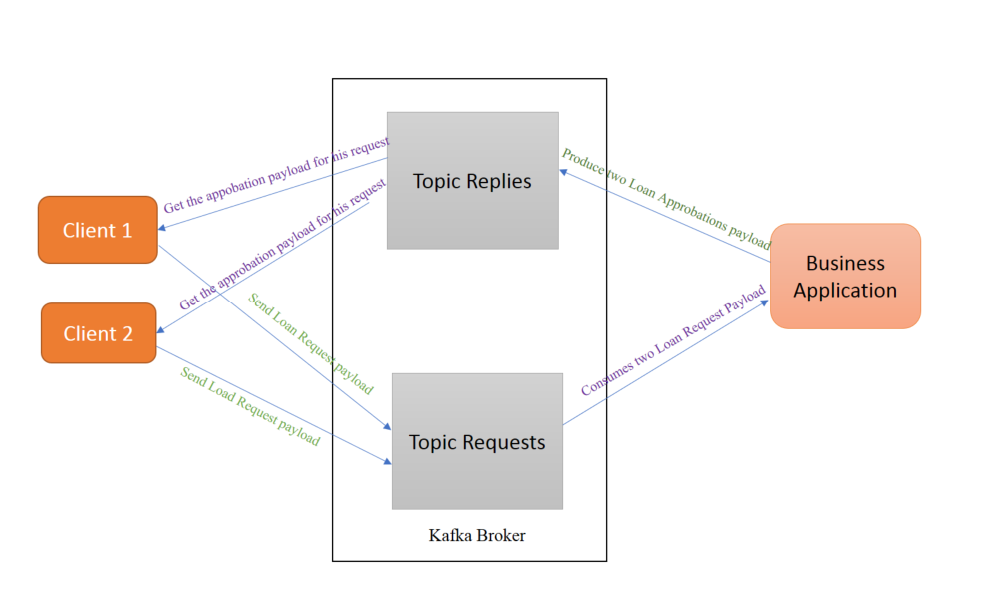 Get the appobation payload for his request
Topic Replies
Produce two Loan Approbations payload
Get the approbation payload for his request
Client 1
Business
Application
Client 2
Send Loan Request payload
Consumes two Loan Request Payload
Send Load Request payload
Topic Requests
Kafka Broker